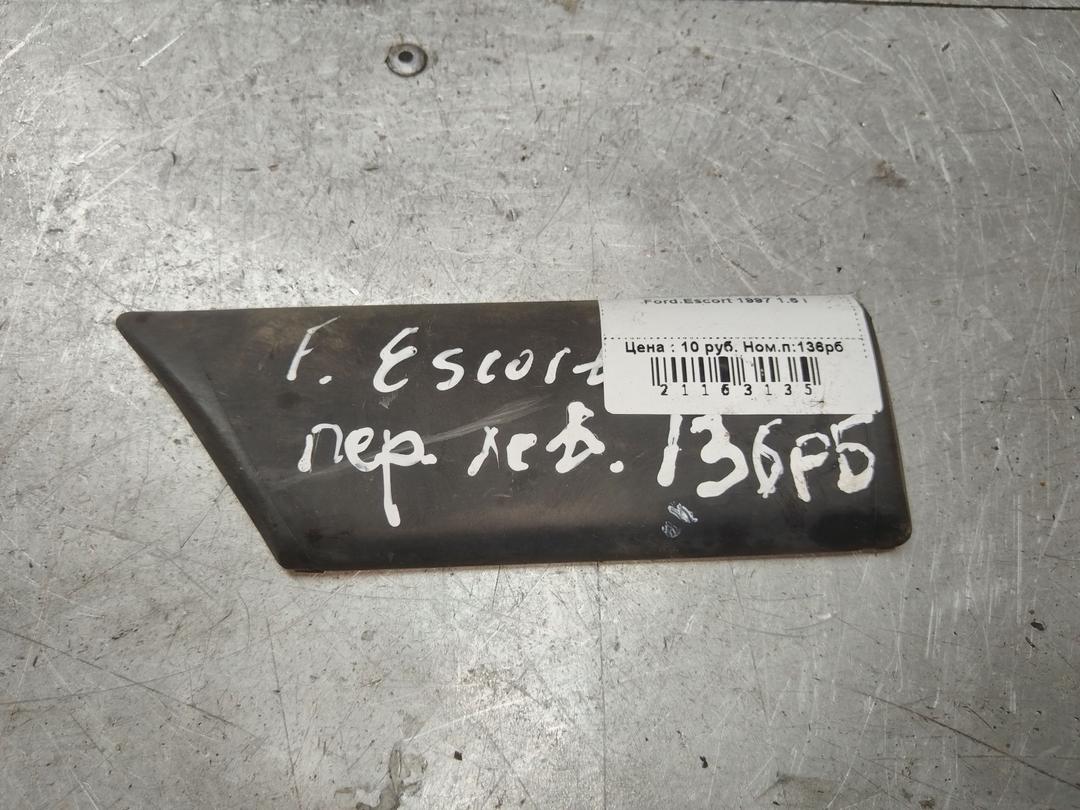 Ford.Escort 1997 1.6 i
Цена : 10 руб. Ном.п:136рб
21163135
F. Escort
пер. лев. 136рБ